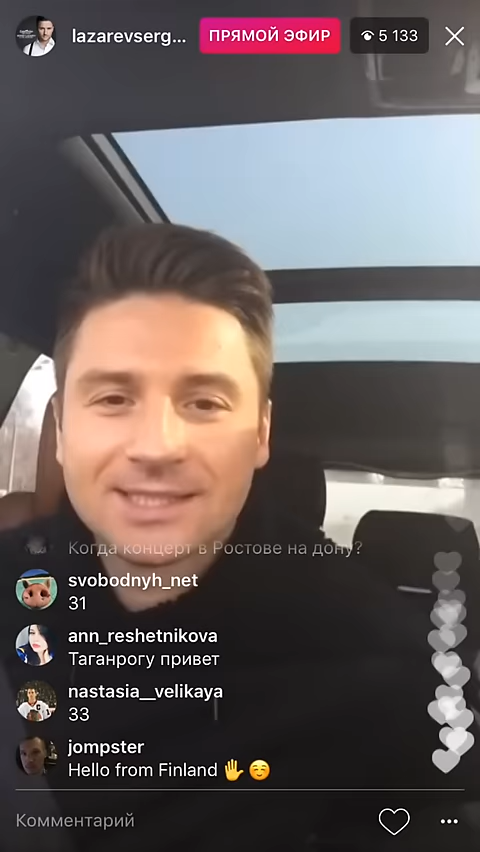 lazarevserg...
ПРЯМОЙ ЭФИР
5 133
Когда концерт в Ростове на дону?
svobodnyh_net
31
ann_reshetnikova
Таганрогу привет
nastasia__velikaya
33
jompster
Hello from Finland 🖐☺️
Комментарий